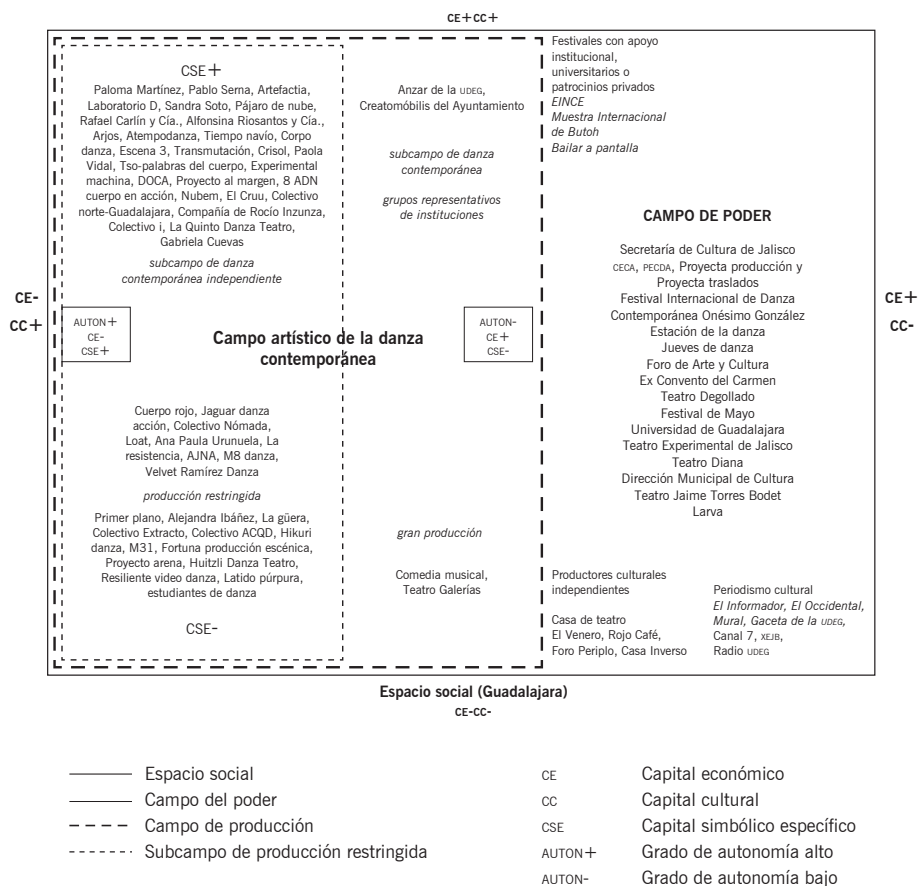 CE+CC+
CSE+
Paloma Martínez, Pablo Serna, Artefactia,
Laboratorio D, Sandra Soto, Pájaro de nube,
Rafael Carlín y Cía., Alfonsina Riosantos y Cía.,
Arjos, Atempodanza, Tiempo navío, Corpo
danza, Escena 3, Transmutación, Crisol, Paola
Vidal, Tso-palabras del cuerpo, Experimental
machina, DOCA, Proyecto al margen, 8 ADN
cuerpo en acción, Nubem, El Cruu, Colectivo
norte-Guadalajara, Compañía de Rocío Inzunza,
Colectivo i, La Quinto Danza Teatro,
Gabriela Cuevas
subcampo de danza
contemporánea independiente
Anzar de la UDEG,
Creatomóbilis del Ayuntamiento
subcampo de danza
contemporánea
grupos representativos
de instituciones
Festivales con apoyo
institucional,
universitarios o
patrocinios privados
EINCE
Muestra Internacional
de Butoh
Bailar a pantalla
CAMPO DE PODER
Secretaría de Cultura de Jalisco
CECA, PECDA, Proyecta producción y
Proyecta traslados
Festival Internacional de Danza
Contemporánea Onésimo González
Estación de la danza
Jueves de danza
Foro de Arte y Cultura
Ex Convento del Carmen
Teatro Degollado
Festival de Mayo
Universidad de Guadalajara
Teatro Experimental de Jalisco
Teatro Diana
Dirección Municipal de Cultura
Teatro Jaime Torres Bodet
Larva
CE-
CC+
AUTON+
CE-
CSE+
Campo artístico de la danza
contemporánea
AUTON-
CE+
CSE-
CE+
CC-
Cuerpo rojo, Jaguar danza
acción, Colectivo Nómada,
Loat, Ana Paula Urunuela, La
resistencia, AJNA, M8 danza,
Velvet Ramírez Danza
producción restringida
Primer plano, Alejandra Ibáñez, La güera,
Colectivo Extracto, Colectivo ACQD, Hikuri
danza, M31, Fortuna producción escénica,
Proyecto arena, Huitzli Danza Teatro,
Resiliente video danza, Latido púrpura,
estudiantes de danza
CSE-
gran producción
Comedia musical,
Teatro Galerías
Productores culturales
independientes
Casa de teatro
El Venero, Rojo Café,
Foro Periplo, Casa Inverso
Periodismo cultural
El Informador, El Occidental,
Mural, Gaceta de la UDEG,
Canal 7, XEJB,
Radio UDEG
Espacio social (Guadalajara)
CE-CC-
Espacio social
Campo del poder
Campo de producción
Subcampo de producción restringida
CE Capital económico
CC Capital cultural
CSE Capital simbólico específico
AUTON+ Grado de autonomía alto
AUTON- Grado de autonomía bajo